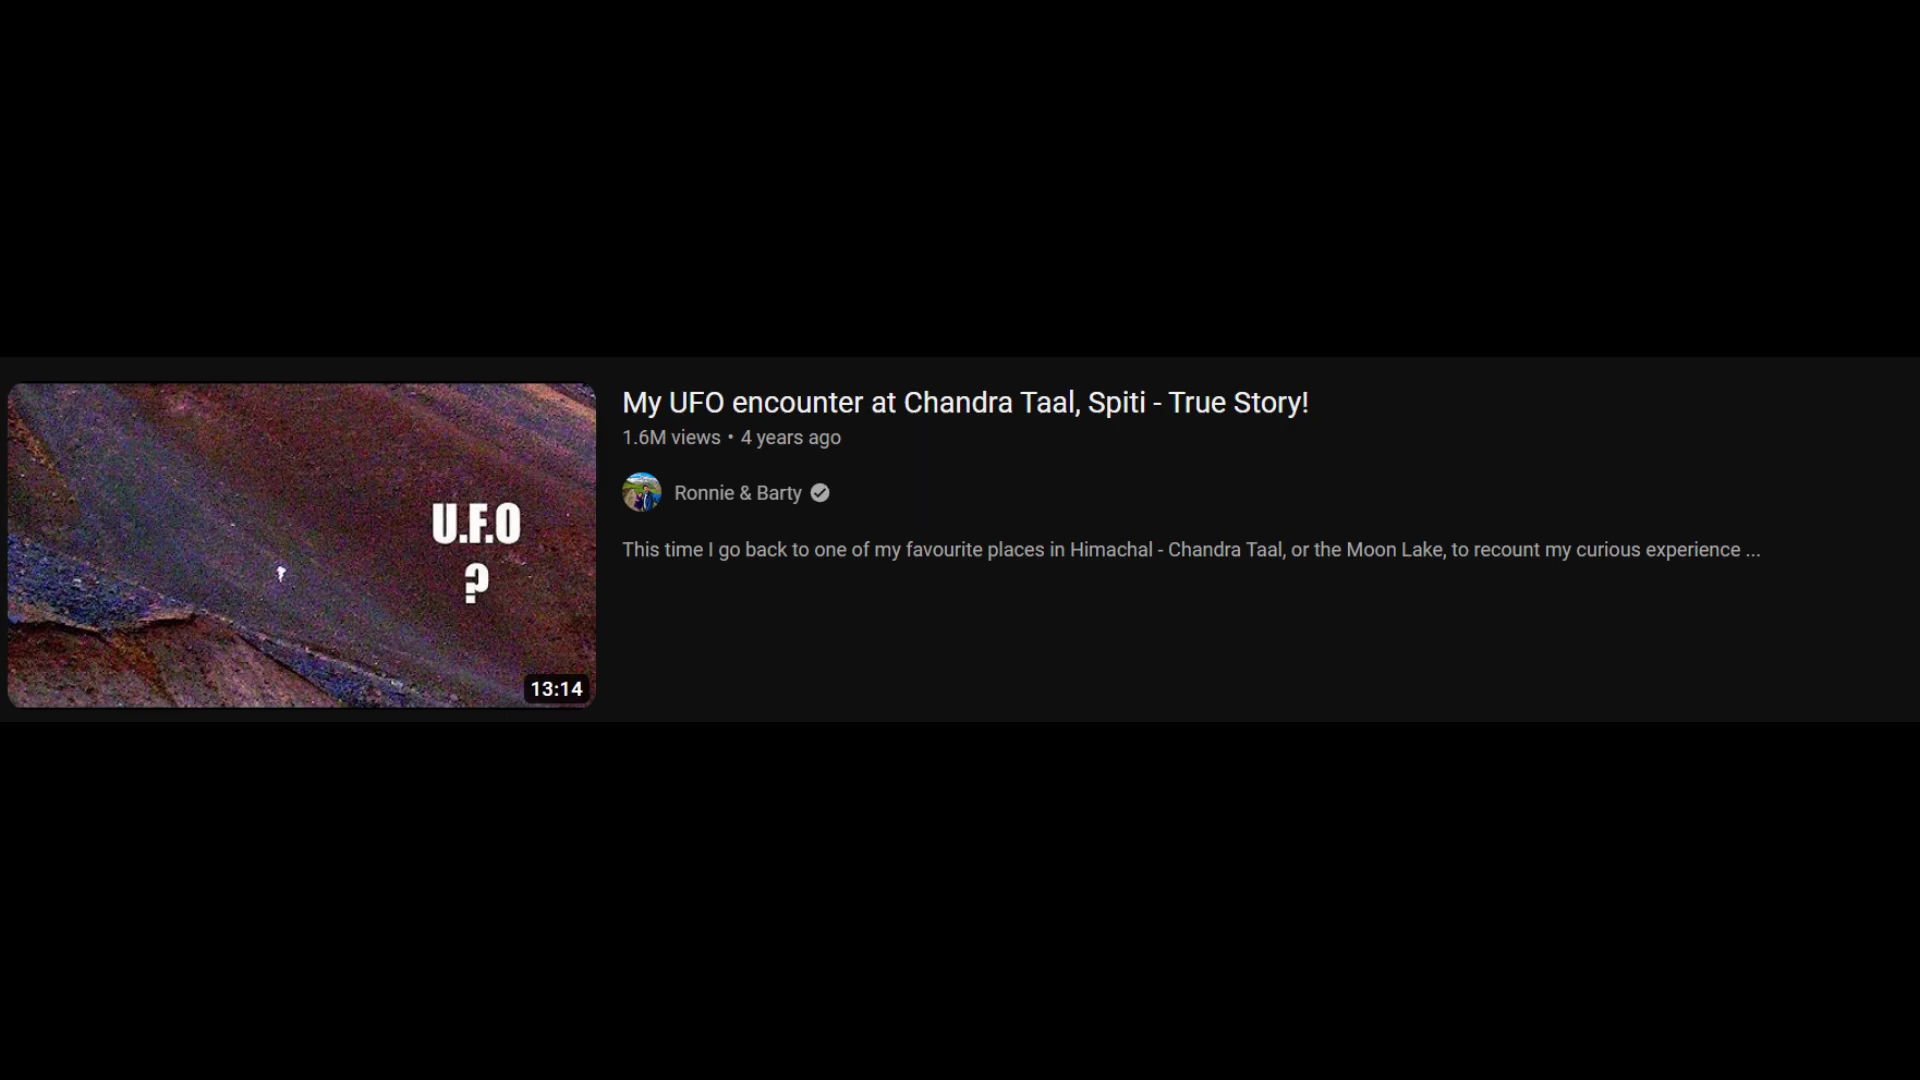 U.F.O
?
13:14
My UFO encounter at Chandra Taal, Spiti - True Story!
1.6M views • 4 years ago
Ronnie & Barty
This time I go back to one of my favourite places in Himachal - Chandra Taal, or the Moon Lake, to recount my curious experience ...